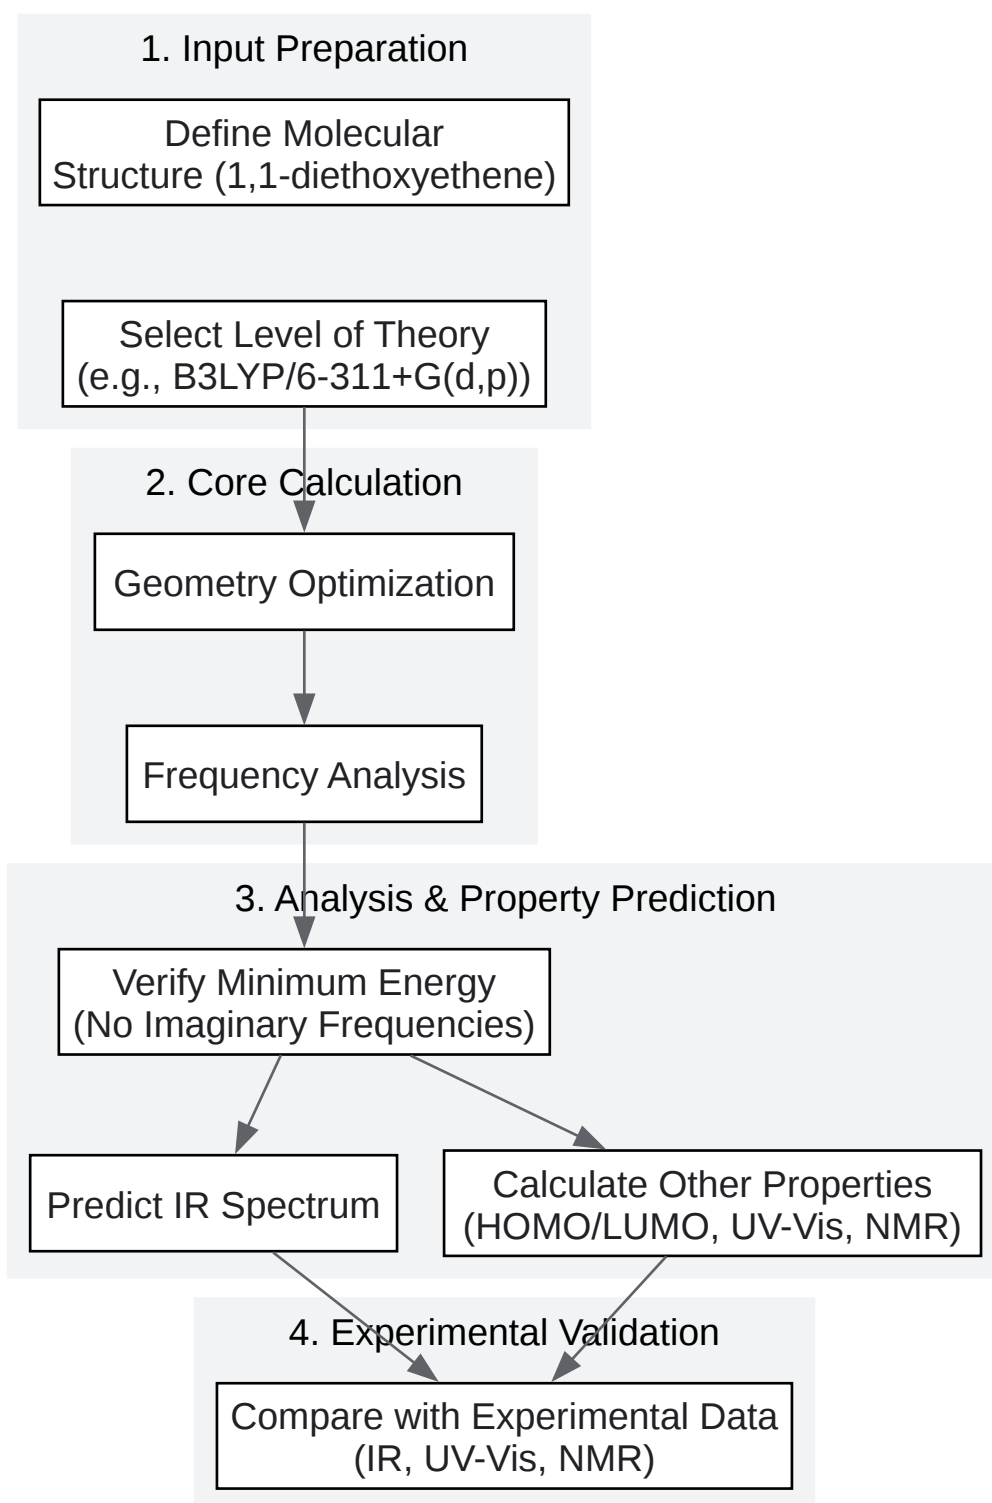 1. Input Preparation
Define Molecular
Structure (1,1-diethoxyethene)
Select Level of Theory
(e.g., B3LYP/6-311+G(d,p))
2. Core Calculation
Geometry Optimization
Frequency Analysis
3. Analysis & Property Prediction
Verify Minimum Energy
(No Imaginary Frequencies)
Predict IR Spectrum
Calculate Other Properties
(HOMO/LUMO, UV-Vis, NMR)
4. Experimental Validation
Compare with Experimental Data
(IR, UV-Vis, NMR)